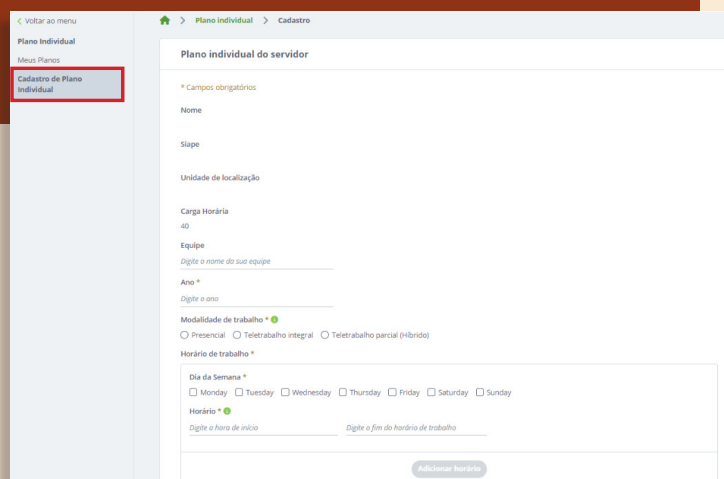 < Voltar ao menu
Plano Individual
Meus Planos
Cadastro de Plano
Individual
> Plano individual > Cadastro
Plano individual do servidor
* Campos obrigatórios
Nome
Siape
Unidade de localização
Carga Horária
40
Equipe
Digite o nome da sua equipe
Ano *
Digite o ano
Modalidade de trabalho *
Presencial Teletrabalho integral Teletrabalho parcial (Híbrido)
Horário de trabalho *
Dia da Semana *
Monday Tuesday Wednesday Thursday Friday Saturday Sunday
Horário *
Digite a hora de início Digite o fim do horário de trabalho
Adicionar horário